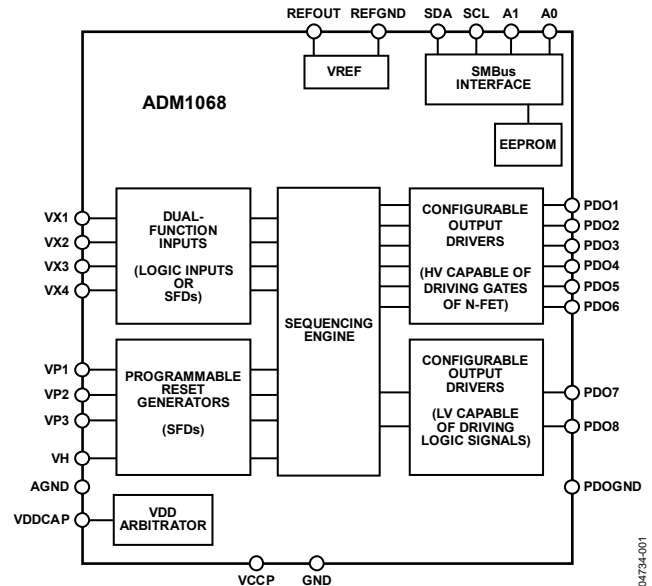 REFOUT REFGND SDA SCL A1 A0
VREF
SMBus
INTERFACE
ADM1068
EEPROM
VX1
VX2
VX3
VX4
DUAL-
FUNCTION
INPUTS
(LOGIC INPUTS
OR
SFDs)
SEQUENCING
ENGINE
CONFIGURABLE
OUTPUT
DRIVERS
(HV CAPABLE OF
DRIVING GATES
OF N-FET)
PDO1
PDO2
PDO3
PDO4
PDO5
PDO6
VP1
VP2
VP3
VH
PROGRAMMABLE
RESET
GENERATORS
(SFDs)
CONFIGURABLE
OUTPUT
DRIVERS
(LV CAPABLE
OF DRIVING
LOGIC SIGNALS)
PDO7
PDO8
AGND
PDOGND
VDDCAP
VDD
ARBITRATOR
VCCP GND
04734-001